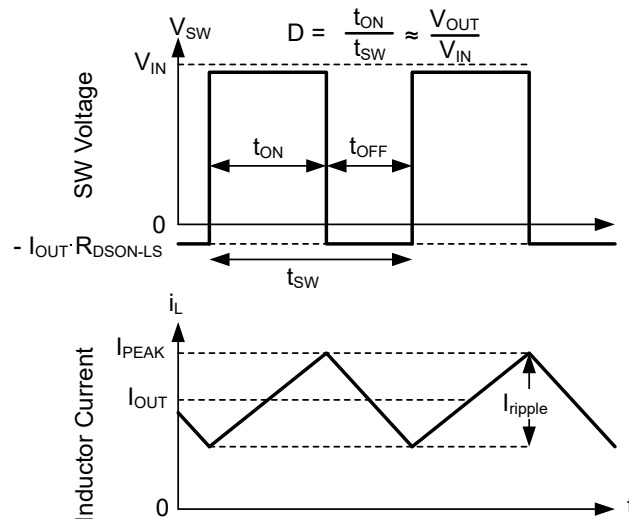 V_SW
D = t_ON / t_SW ≈ V_OUT / V_IN
V_IN
SW Voltage
t_ON
t_OFF
0
- I_OUT·R_DSON-LS
t_SW
i_L
I_PEAK
Inductor Current
I_OUT
I_ripple
0
t